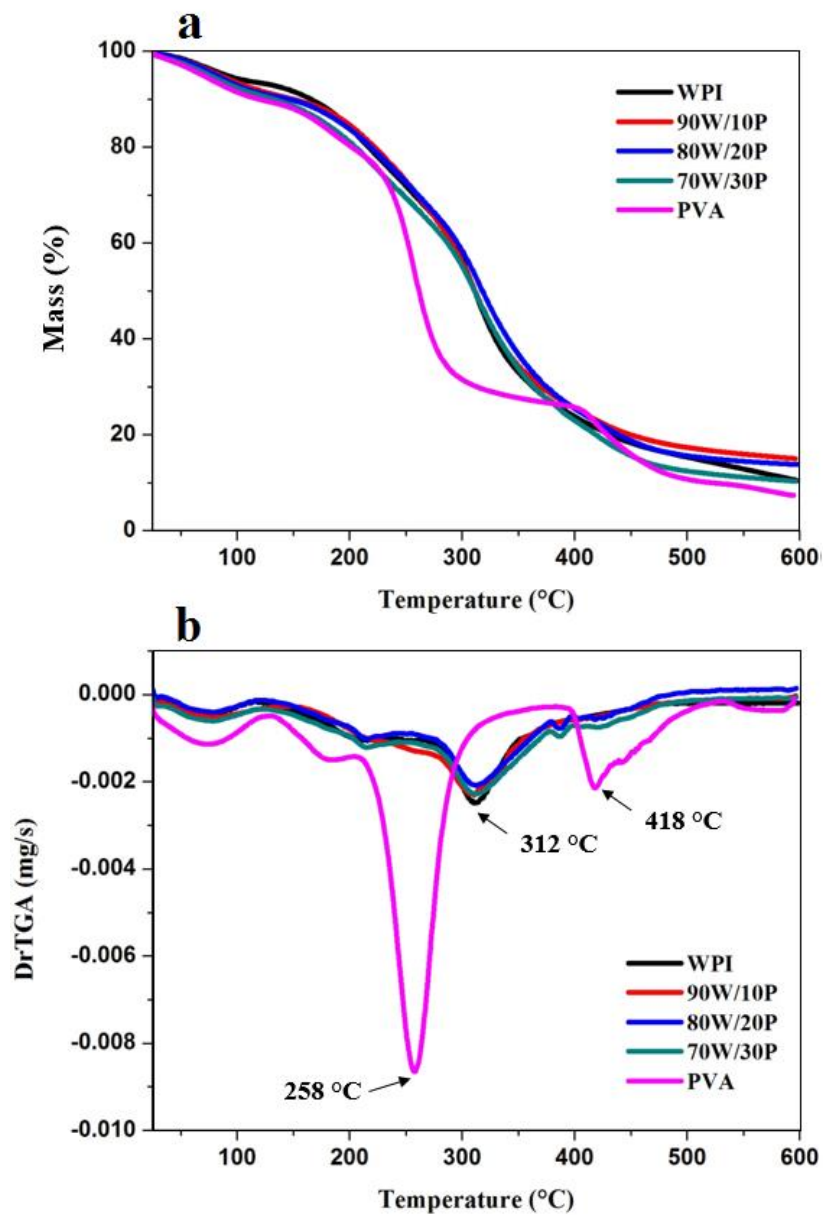 a
100
80
60
40
20
0
Mass (%)
WPI
90W/10P
80W/20P
70W/30P
PVA
100
200
300
400
500
600
Temperature (°C)
b
0.000
-0.002
-0.004
-0.006
-0.008
-0.010
DrTGA (mg/s)
312 °C
418 °C
258 °C
WPI
90W/10P
80W/20P
70W/30P
PVA
100
200
300
400
500
600
Temperature (°C)